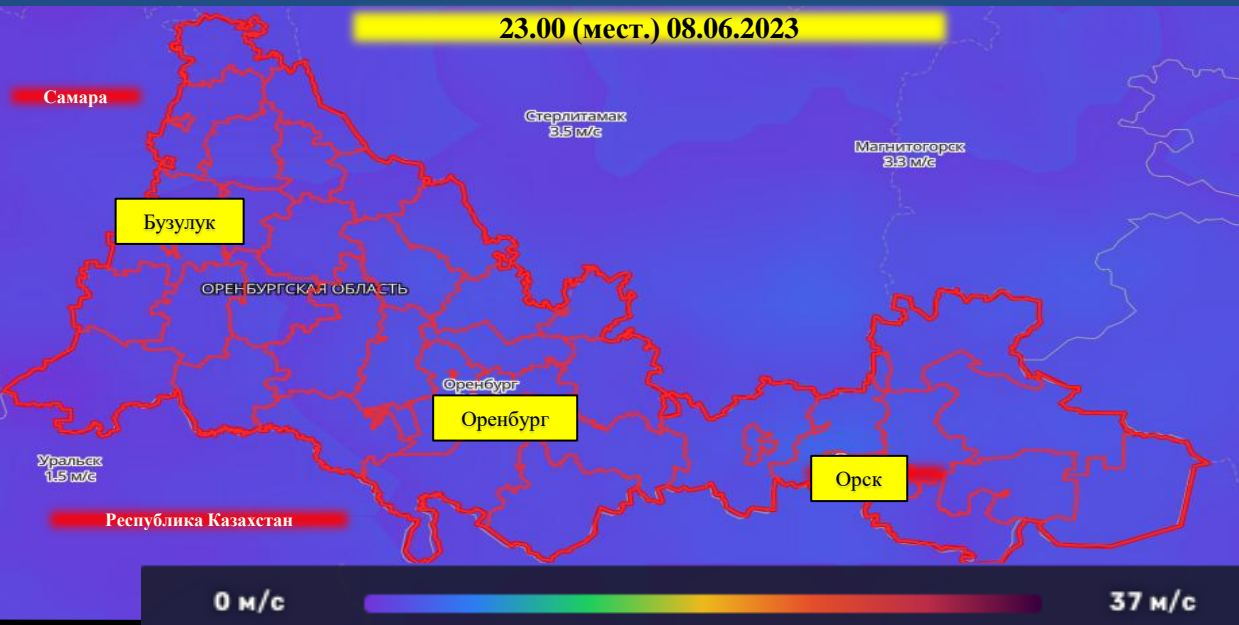 23.00 (мест.) 08.06.2023
Самара
Стерлитамак
3.5 м/с
Магнитогорск
3.3 м/с
Бузулук
ОРЕНБУРГСКАЯ ОБЛАСТЬ
Оренбург
Оренбург
Уральск
1.5 м/с
Орск
Республика Казахстан
0 м/с
37 м/с